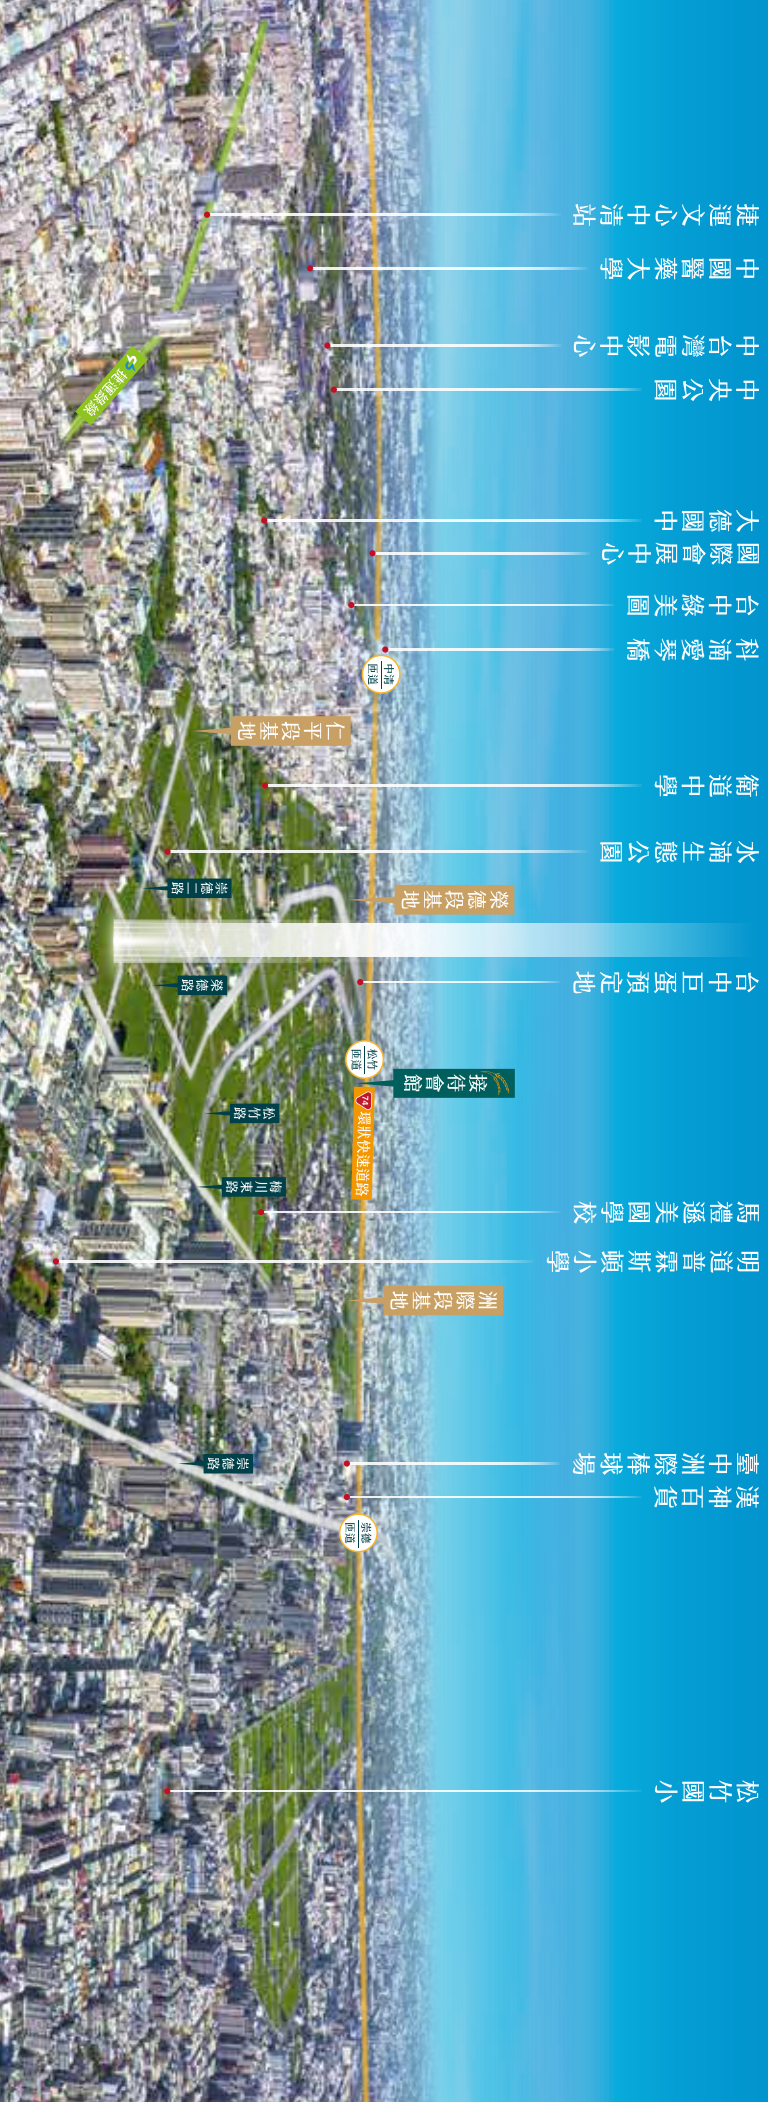 捷運文心中清站
中國醫藥大學
中台灣電影中心
中央公園
大德國中
國際會展中心
台中綠美圖
科湳愛琴橋
衛道中學
水湳生態公園
台中巨蛋預定地
馬禮遜美國學校
明道普霖斯頓小學
臺中洲際棒球場
漢神百貨
松竹國小
捷運綠線
中清
匝道
仁平段基地
崇德二路
榮德段基地
榮德路
松竹
匝道
接待會館
74
環狀快速道路
松竹路
梅川東路
洲際段基地
崇德路
崇德
匝道